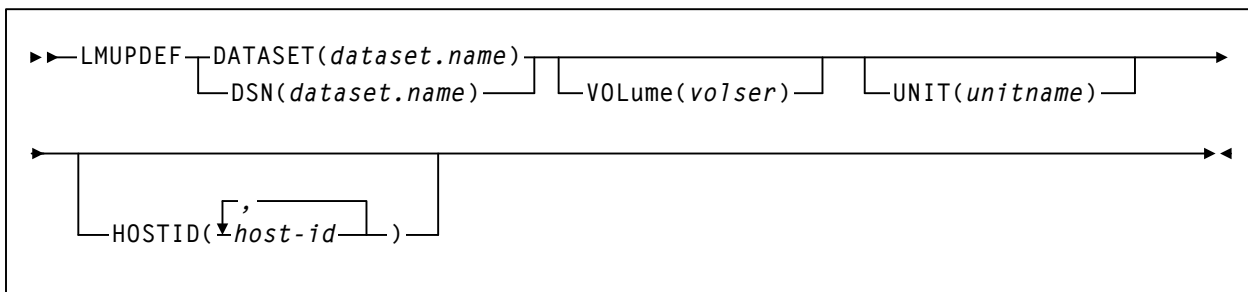 LMUPDEF DATASET(dataset.name)
DSN(dataset.name) VOLume(volser) UNIT(unitname)
,
HOSTID( host-id )